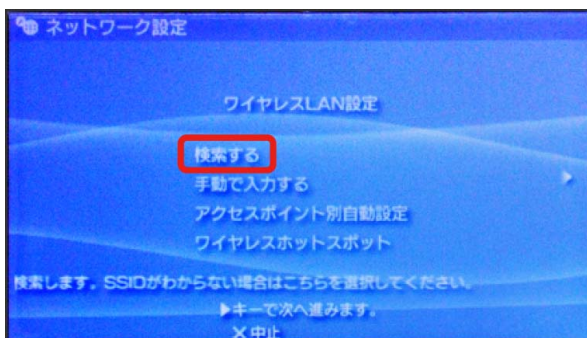 ネットワーク設定
ワイヤレスLAN設定
検索する
手動で入力する
アクセスポイント別自動設定
ワイヤレスホットスポット
検索します。SSIDがわからない場合はこちらを選択してください。
▶キーで次へ進みます。
✕中止